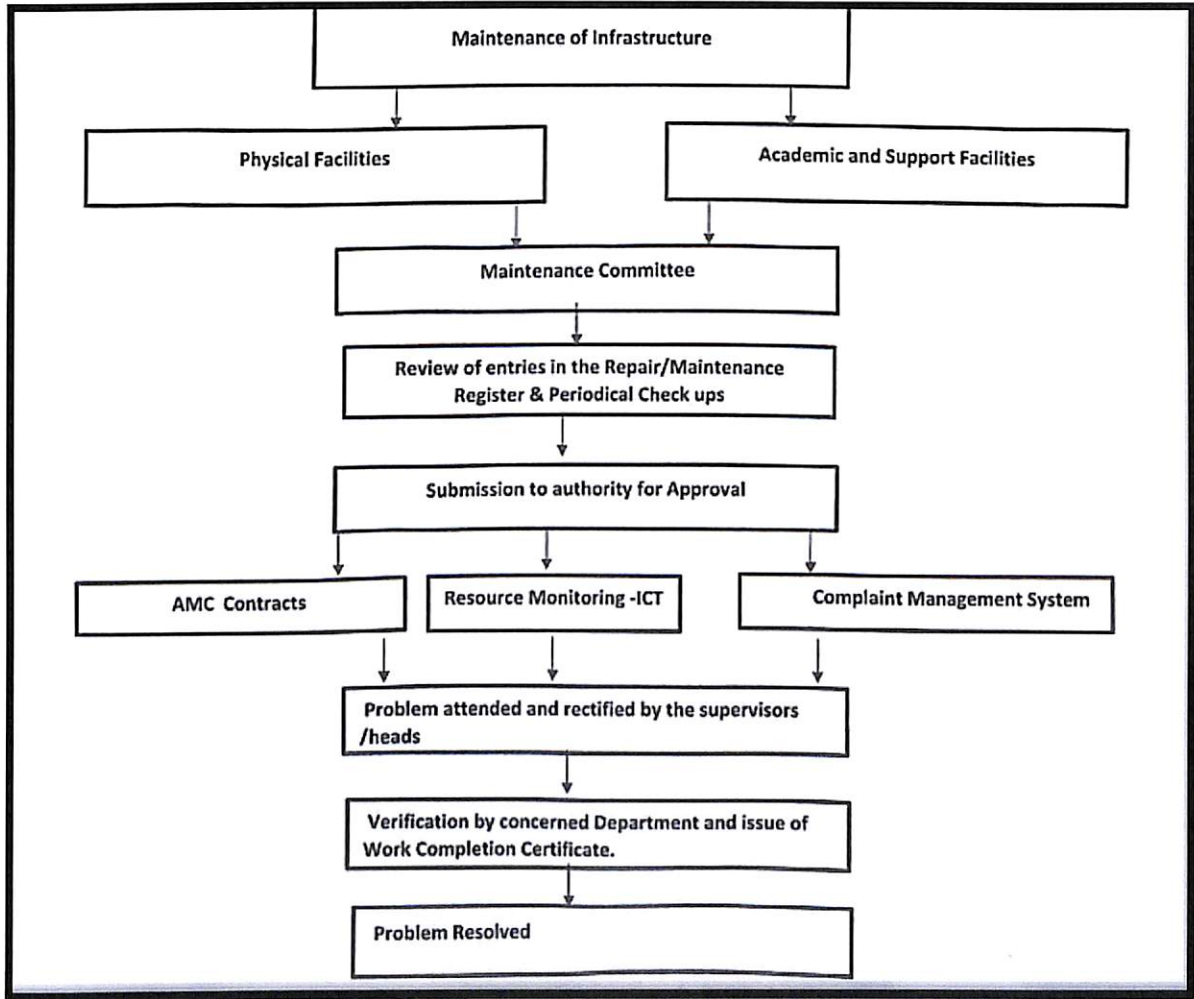 Maintenance of Infrastructure
Physical Facilities
Academic and Support Facilities
Maintenance Committee
Review of entries in the Repair/Maintenance
Register & Periodical Check ups
Submission to authority for Approval
AMC Contracts
Resource Monitoring -ICT
Complaint Management System
Problem attended and rectified by the supervisors
/heads
Verification by concerned Department and issue of
Work Completion Certificate.
Problem Resolved